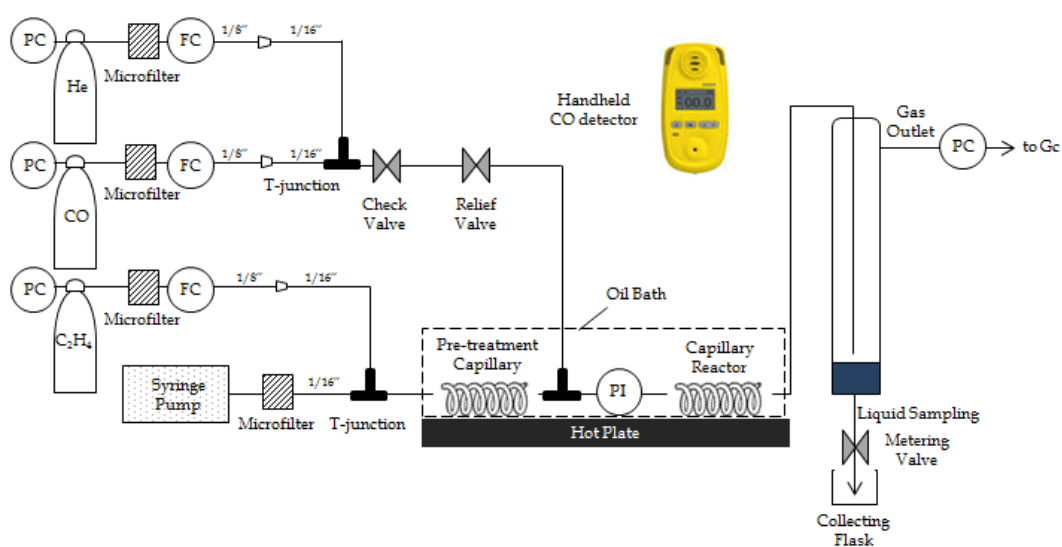 PC
FC
1/8″
1/16″
He
Microfilter
Handheld
CO detector
00.0
Gas
Outlet
PC
to Gc
PC
FC
1/8″
1/16″
T-junction
CO
Microfilter
Check
Valve
Relief
Valve
PC
FC
1/8″
1/16″
C₂H₄
Microfilter
Oil Bath
Pre-treatment
Capillary
Capillary
Reactor
Syringe
Pump
1/16″
Microfilter
T-junction
PI
Hot Plate
Liquid Sampling
Metering
Valve
Collecting
Flask